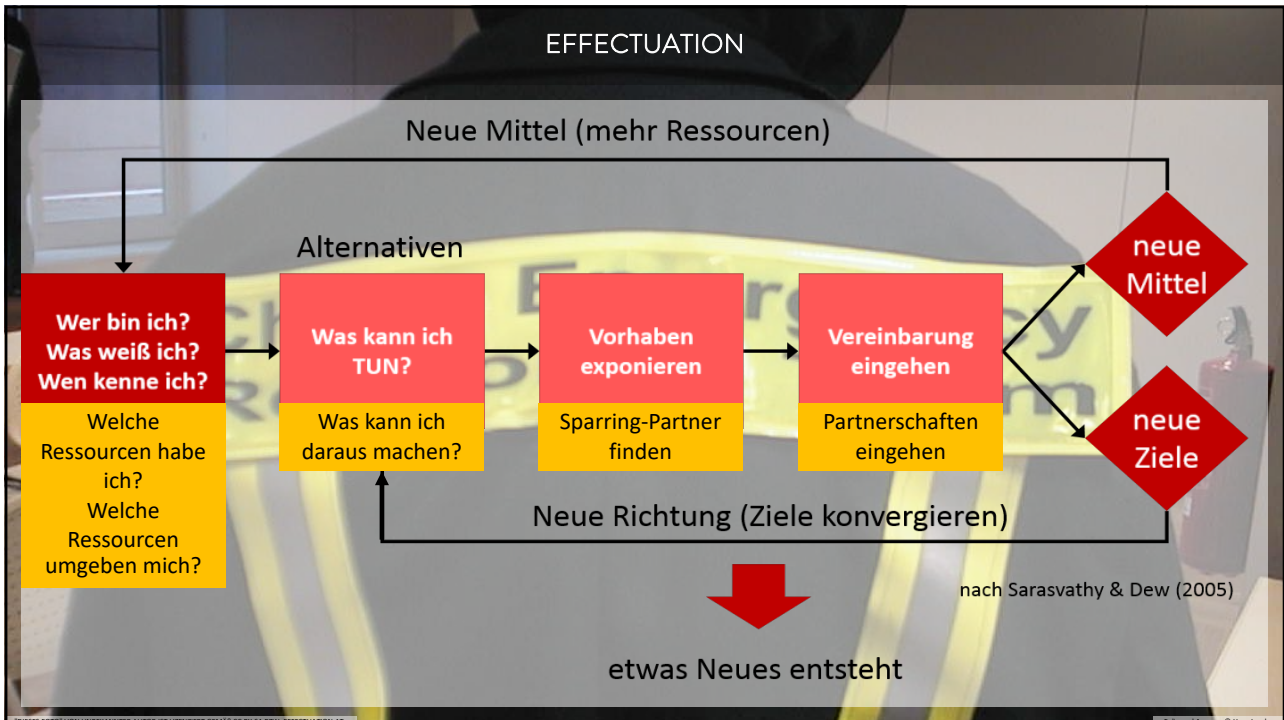 EFFECTUATION
Neue Mittel (mehr Ressourcen)
Alternativen
Wer bin ich?
Was weiß ich?
Wen kenne ich?
Welche
Ressourcen habe
ich?
Welche
Ressourcen
umgeben mich?
Was kann ich
TUN?
Was kann ich
daraus machen?
Vorhaben
exponieren
Sparring-Partner
finden
Vereinbarung
eingehen
Partnerschaften
eingehen
neue
Mittel
neue
Ziele
Neue Richtung (Ziele konvergieren)
nach Sarasvathy & Dew (2005)
etwas Neues entsteht